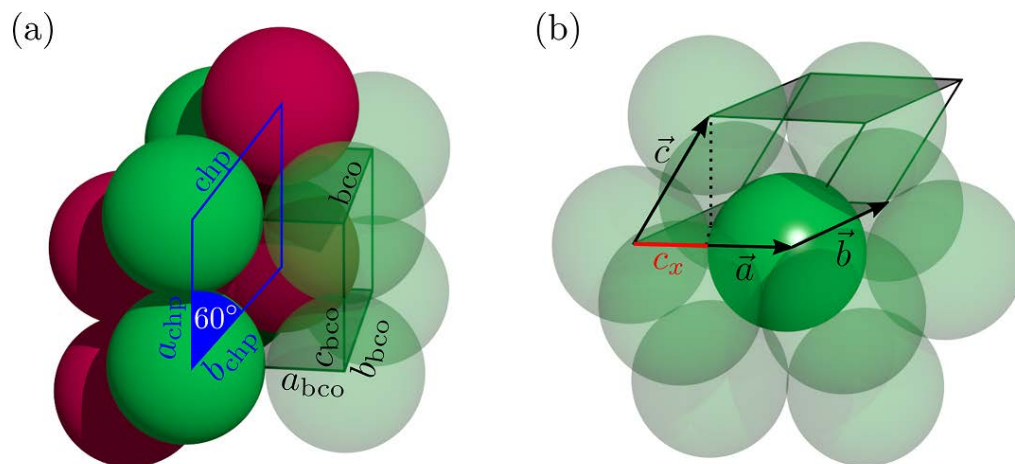 (a)
chp
bco
a_chp
60°
b_chp
c_bco
b_bco
a_bco
(b)
c⃗
c_x
a⃗
b⃗